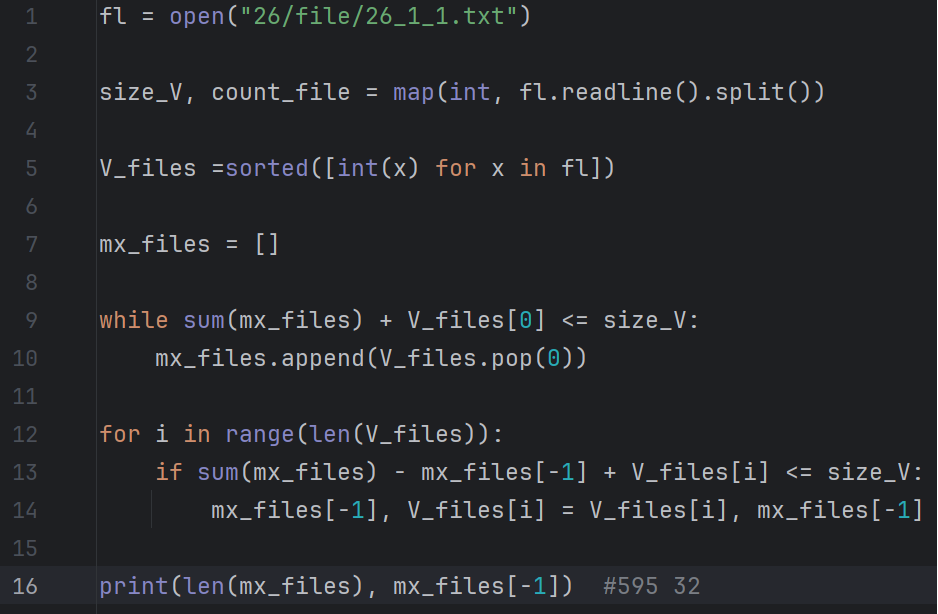 1 fl = open("26/file/26_1_1.txt")
2
3 size_V, count_file = map(int, fl.readline().split())
4
5 V_files =sorted([int(x) for x in fl])
6
7 mx_files = []
8
9 while sum(mx_files) + V_files[0] <= size_V:
10     mx_files.append(V_files.pop(0))
11
12 for i in range(len(V_files)):
13     if sum(mx_files) - mx_files[-1] + V_files[i] <= size_V:
14         mx_files[-1], V_files[i] = V_files[i], mx_files[-1]
15
16 print(len(mx_files), mx_files[-1])  #595 32